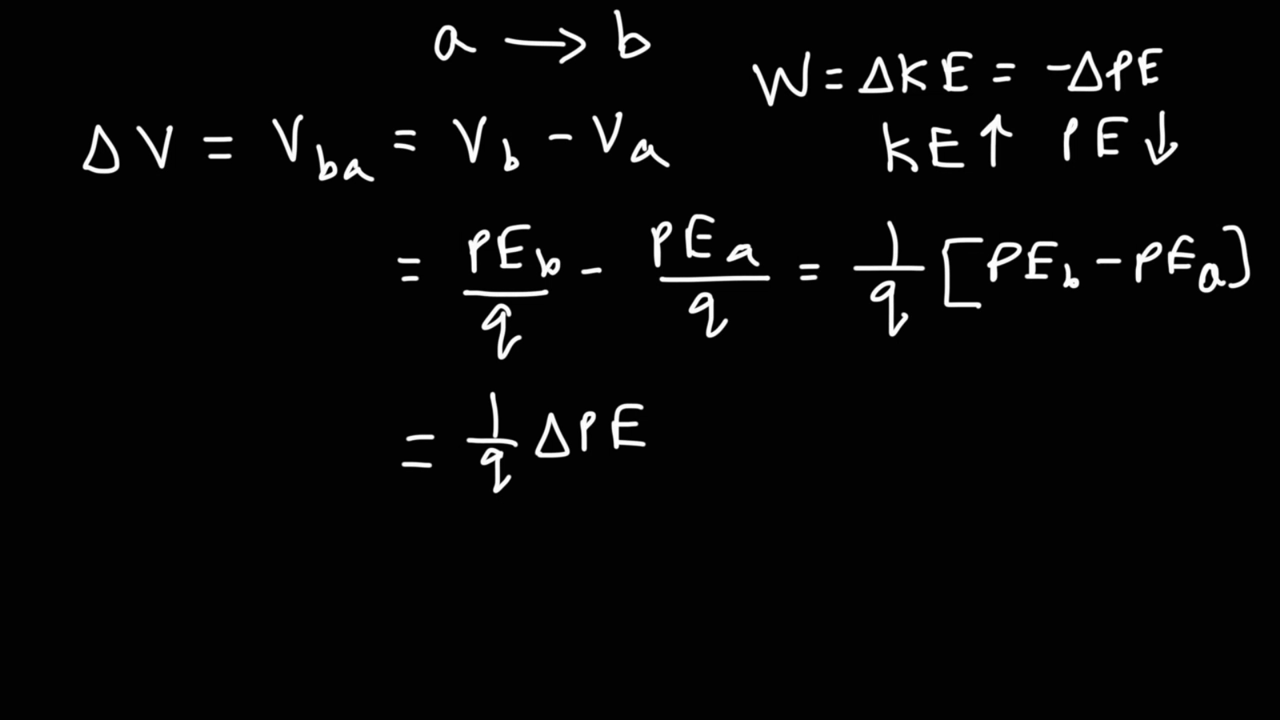 a → b
W = ΔKE = -ΔPE
KE↑ PE↓
ΔV = V_ba = V_b - V_a
= PE_b/q - PE_a/q = 1/q [PE_b - PE_a]
= 1/q ΔPE